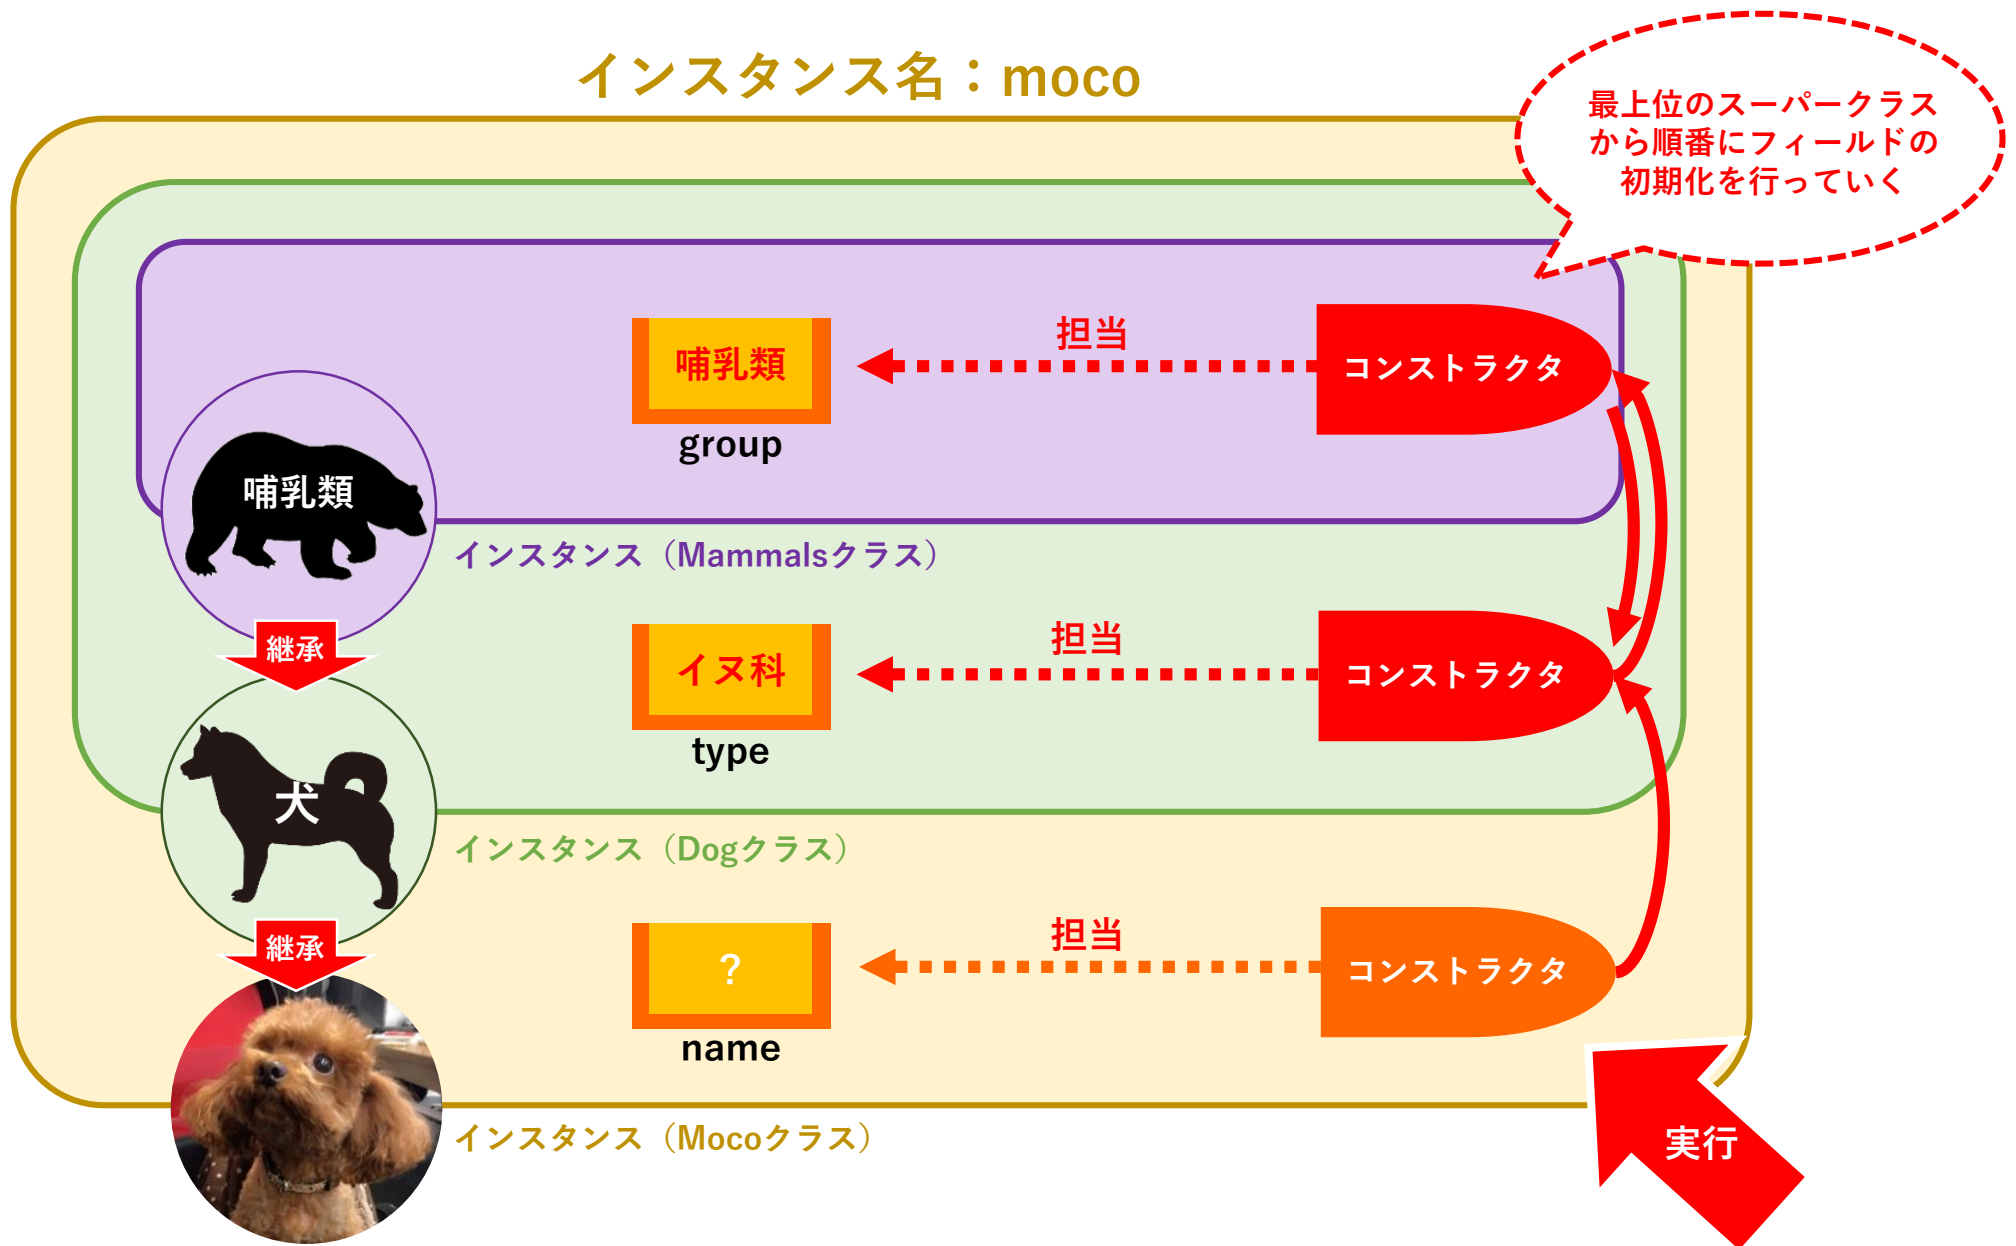 インスタンス名：moco
最上位のスーパークラス
から順番にフィールドの
初期化を行っていく
哺乳類
担当
コンストラクタ
group
哺乳類
インスタンス（Mammalsクラス）
継承
イヌ科
担当
コンストラクタ
type
犬
インスタンス（Dogクラス）
継承
？
担当
コンストラクタ
name
インスタンス（Mocoクラス）
実行